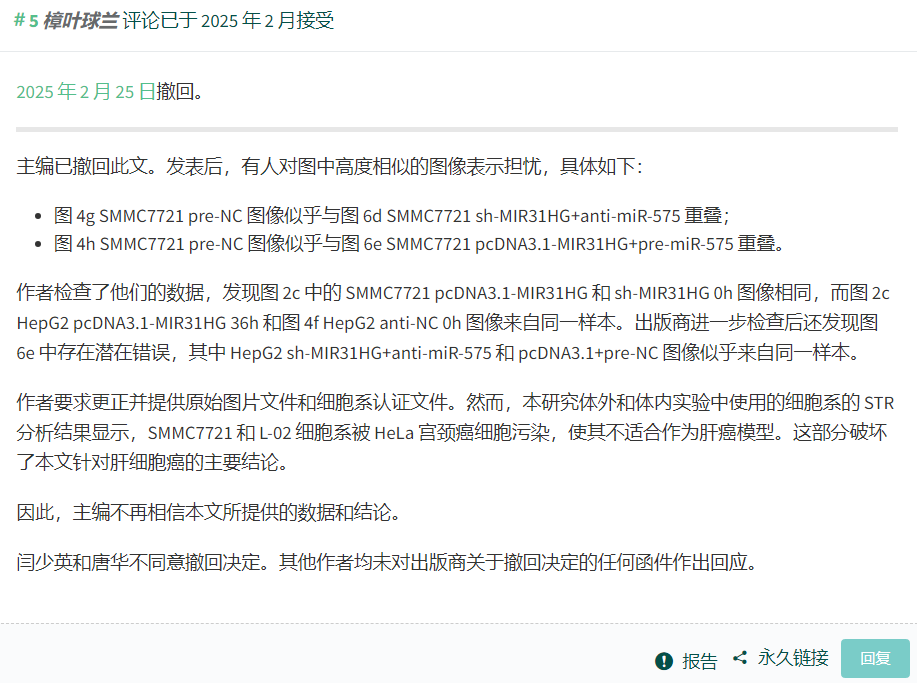 # 5 樟叶球兰 评论已于 2025 年 2 月接受
2025 年 2 月 25 日撤回。
主编已撤回此文。发表后，有人对图中高度相似的图像表示担忧，具体如下：
• 图 4g SMMC7721 pre-NC 图像似乎与图 6d SMMC7721 sh-MIR31HG+anti-miR-575 重叠；
• 图 4h SMMC7721 pre-NC 图像似乎与图 6e SMMC7721 pcDNA3.1-MIR31HG+pre-miR-575 重叠。
作者检查了他们的数据，发现图 2c 中的 SMMC7721 pcDNA3.1-MIR31HG 和 sh-MIR31HG 0h 图像相同，而图 2c
HepG2 pcDNA3.1-MIR31HG 36h 和图 4f HepG2 anti-NC 0h 图像来自同一样本。出版商进一步检查后还发现图
6e 中存在潜在错误，其中 HepG2 sh-MIR31HG+anti-miR-575 和 pcDNA3.1+pre-NC 图像似乎来自同一样本。
作者要求更正并提供原始图片文件和细胞系认证文件。然而，本研究体外和体内实验中使用的细胞系的 STR
分析结果显示，SMMC7721 和 L-02 细胞系被 HeLa 宫颈癌细胞污染，使其不适合作为肝癌模型。这部分破坏
了本文针对肝细胞癌的主要结论。
因此，主编不再相信本文所提供的数据和结论。
闫少英和唐华不同意撤回决定。其他作者均未对出版商关于撤回决定的任何函件作出回应。
报告 永久链接 回复